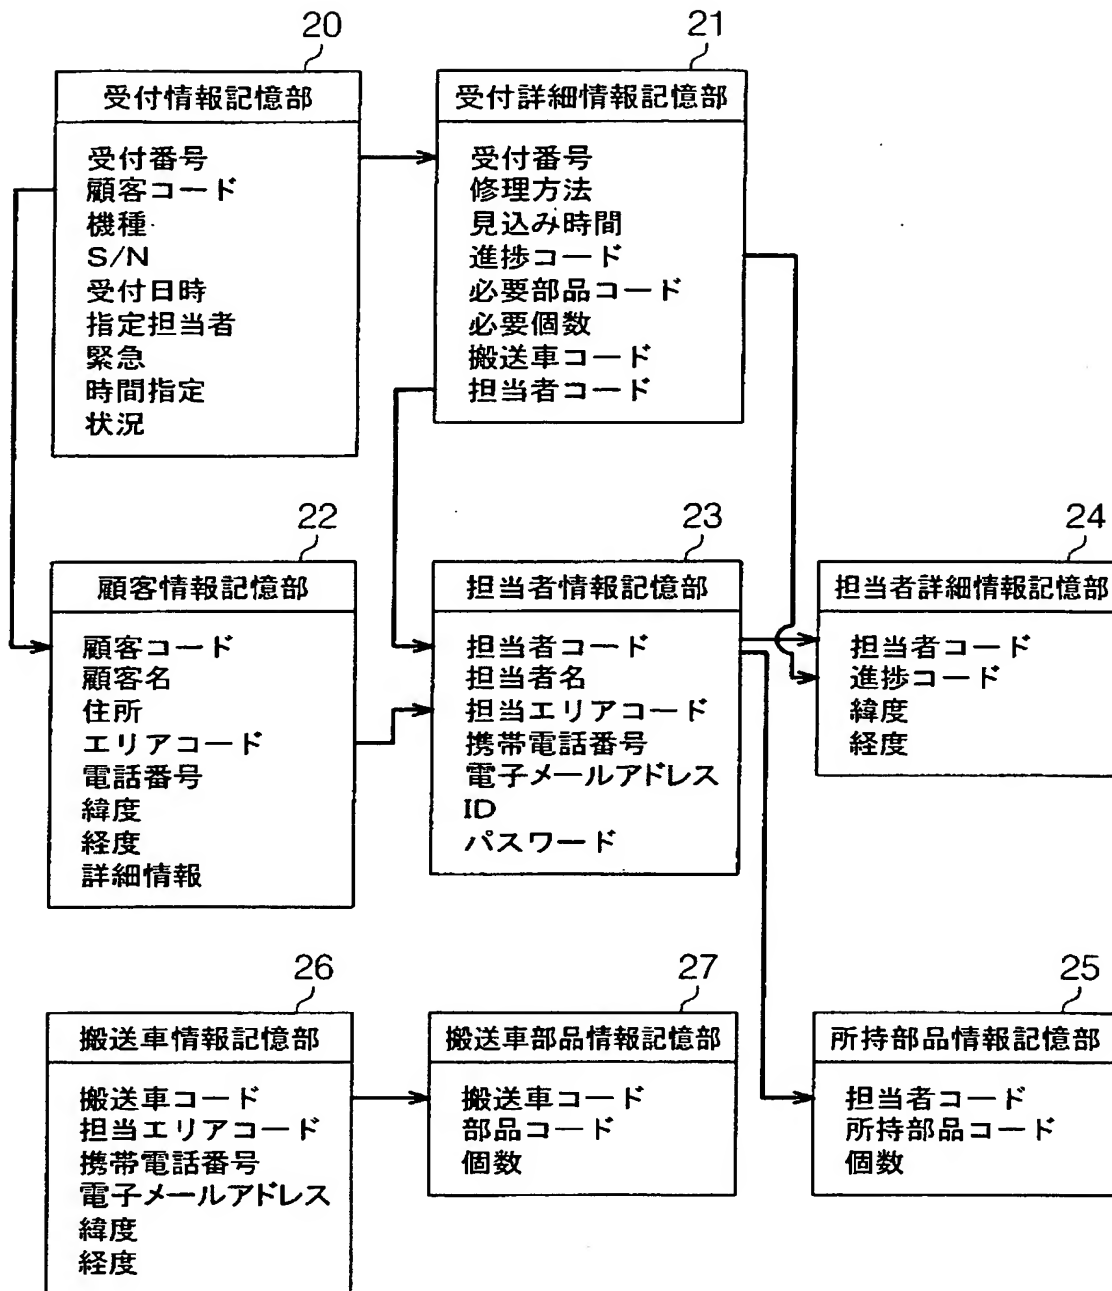 20
受付情報記憶部
受付番号
顧客コード
機種
S/N
受付日時
指定担当者
緊急
時間指定
状況
21
受付詳細情報記憶部
受付番号
修理方法
見込み時間
進捗コード
必要部品コード
必要個数
搬送車コード
担当者コード
22
顧客情報記憶部
顧客コード
顧客名
住所
エリアコード
電話番号
緯度
経度
詳細情報
23
担当者情報記憶部
担当者コード
担当者名
担当エリアコード
携帯電話番号
電子メールアドレス
ID
パスワード
24
担当者詳細情報記憶部
担当者コード
進捗コード
緯度
経度
26
搬送車情報記憶部
搬送車コード
担当エリアコード
携帯電話番号
電子メールアドレス
緯度
経度
27
搬送車部品情報記憶部
搬送車コード
部品コード
個数
25
所持部品情報記憶部
担当者コード
所持部品コード
個数